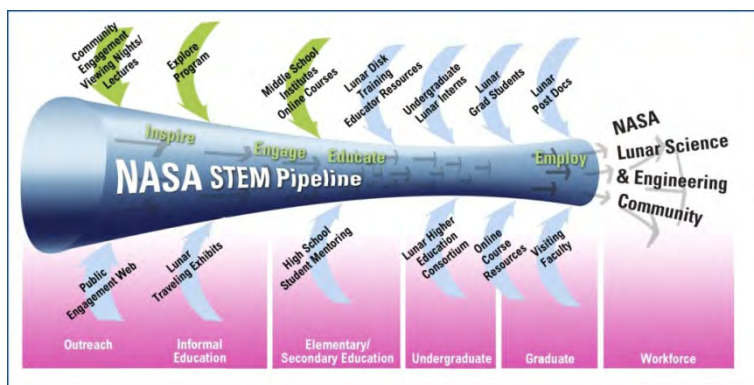 Community
Engagement
Viewing Nights/
Lectures
Explore
Program
Middle School
Institutes
Online Courses
Lunar Disk
Training
Educator Resources
Undergraduate
Lunar Interns
Lunar
Grad Students
Lunar
Post Docs
Inspire
Engage
Educate
Employ
NASA STEM Pipeline
NASA
Lunar Science
& Engineering
Community
Public
Engagement Web
Lunar
Traveling Exhibits
High School
Student Mentoring
Lunar Higher
Education
Consortium
Online
Course
Resources
Visiting
Faculty
Outreach
Informal
Education
Elementary/
Secondary Education
Undergraduate
Graduate
Workforce